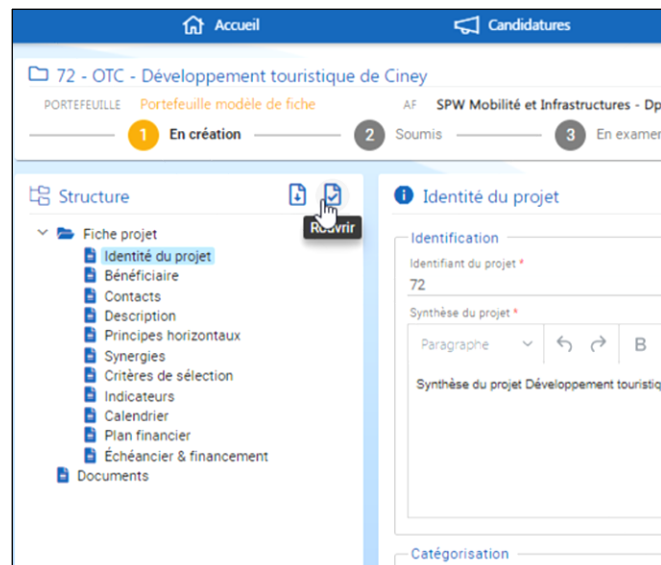 Accueil
Candidatures
72 - OTC - Développement touristique de Ciney
PORTEFEUILLE Portefeuille modèle de fiche AF SPW Mobilité et Infrastructures - Dp
1 En création 2 Soumis 3 En examen
Structure
Rouvrir
Fiche projet
Identité du projet
Bénéficiaire
Contacts
Description
Principes horizontaux
Synergies
Critères de sélection
Indicateurs
Calendrier
Plan financier
Échéancier & financement
Documents
Identité du projet
Identification
Identifiant du projet *
72
Synthèse du projet *
Paragraphe B
Synthèse du projet Développement touristiq
Catégorisation